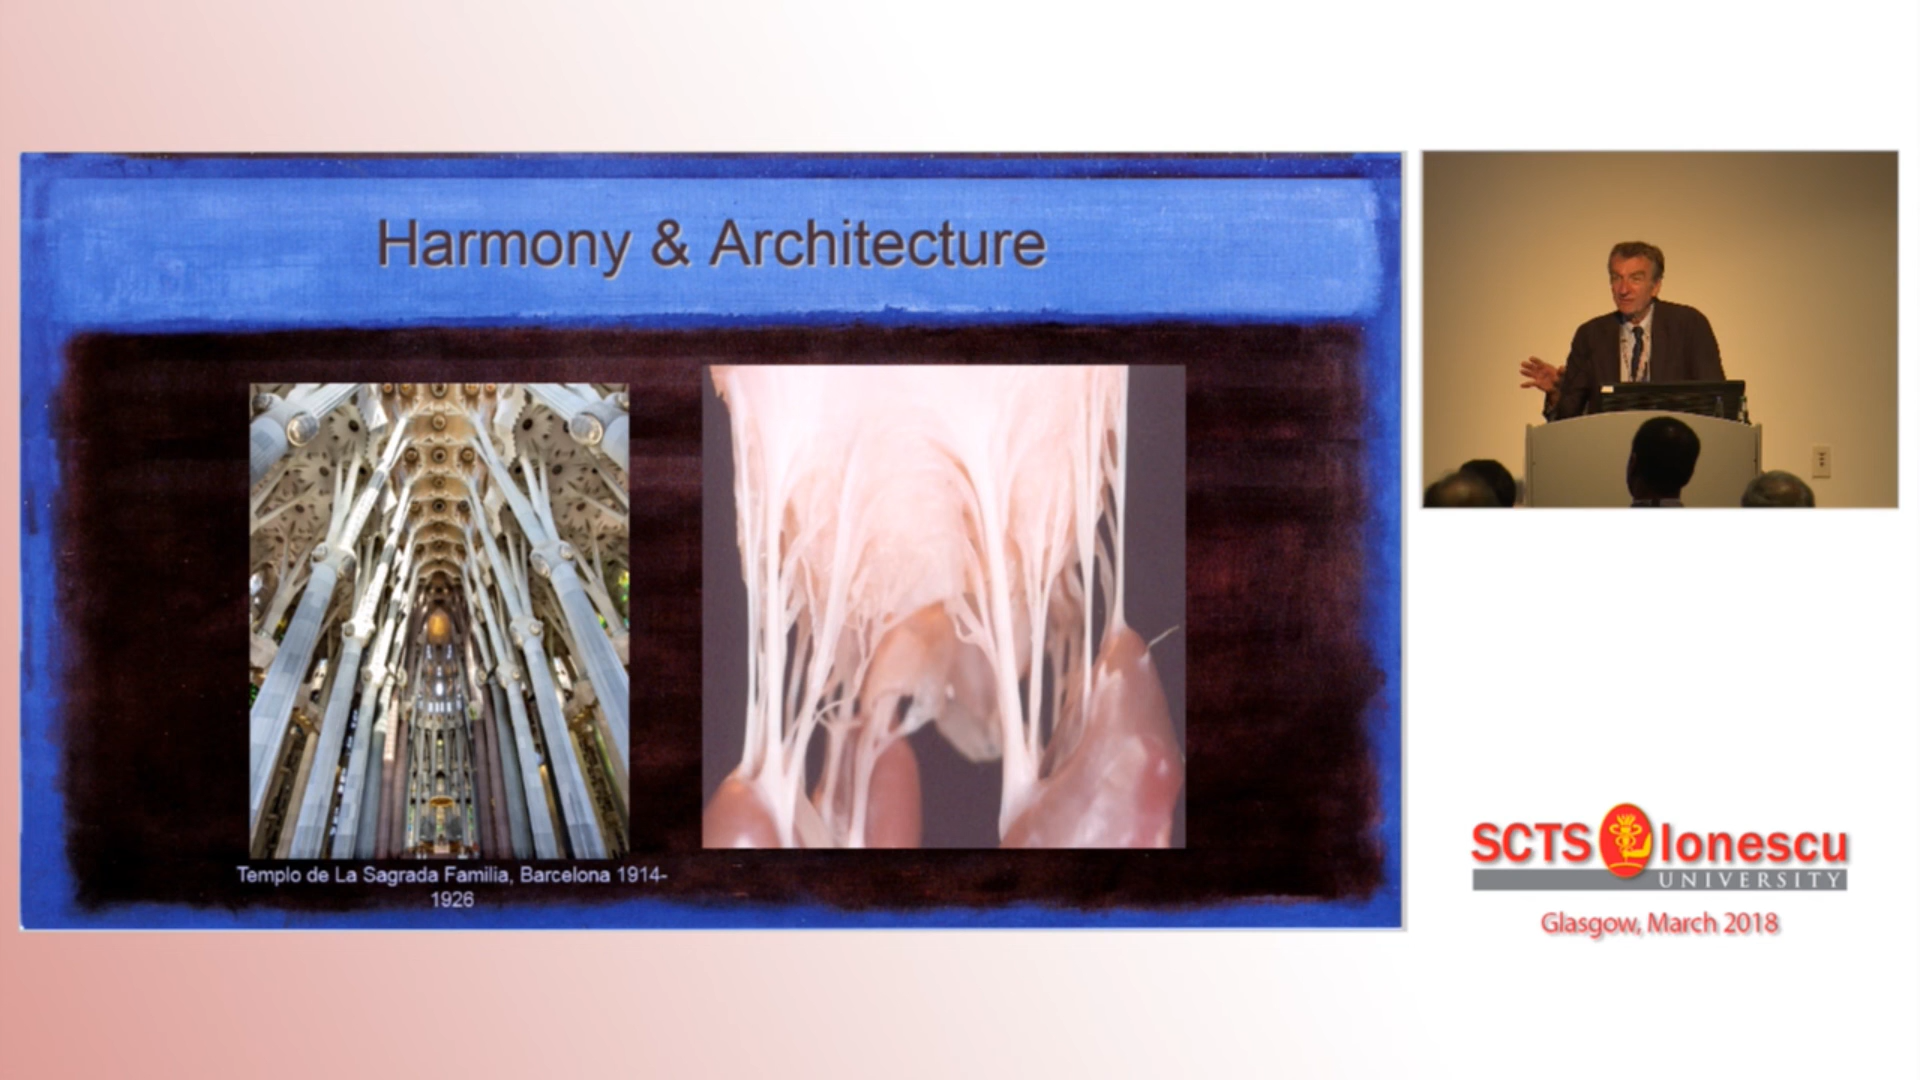 Harmony & Architecture
Templo de La Sagrada Familia, Barcelona 1914-
1926
SCTS Ionescu
UNIVERSITY
Glasgow, March 2018